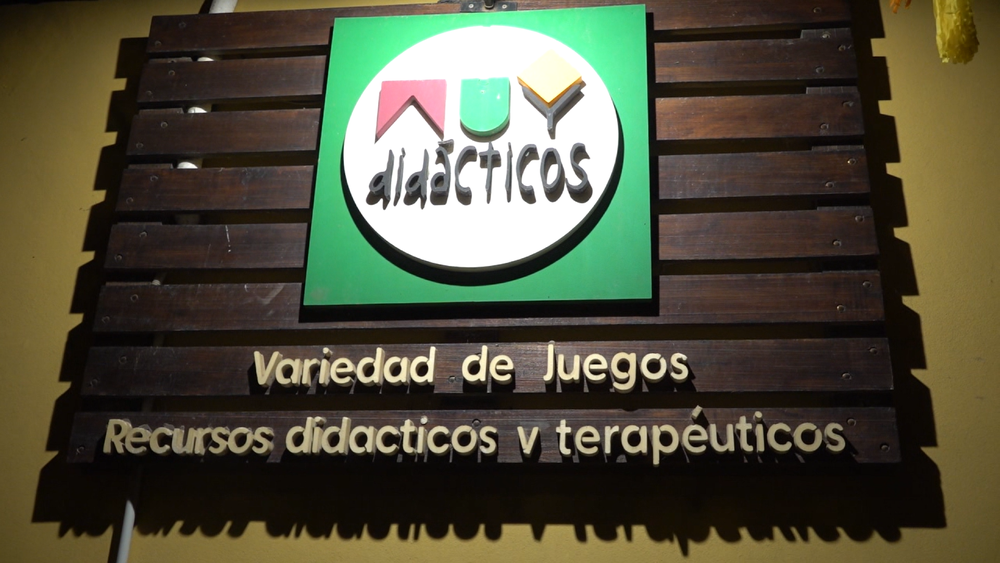 MUY
didácticos
Variedad de Juegos
Recursos didacticos y terapéuticos